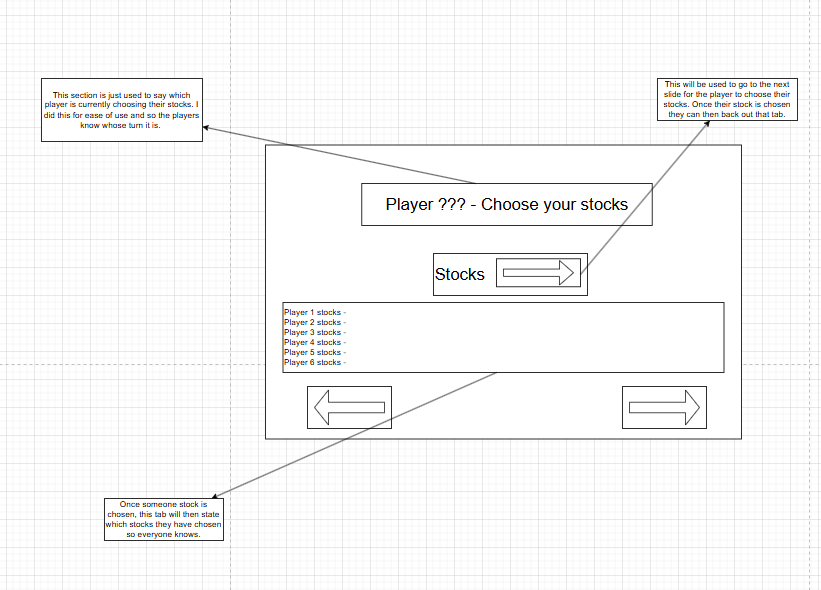 This section is just used to say which
player is currently choosing their stocks. I
did this for ease of use and so the players
know whose turn it is.
This will be used to go to the next
slide for the player to choose their
stocks. Once their stock is chosen
they can then back out that tab.
Player ??? - Choose your stocks
Stocks
Player 1 stocks -
Player 2 stocks -
Player 3 stocks -
Player 4 stocks -
Player 5 stocks -
Player 6 stocks -
Once someone stock is
chosen, this tab will then state
which stocks they have chosen
so everyone knows.